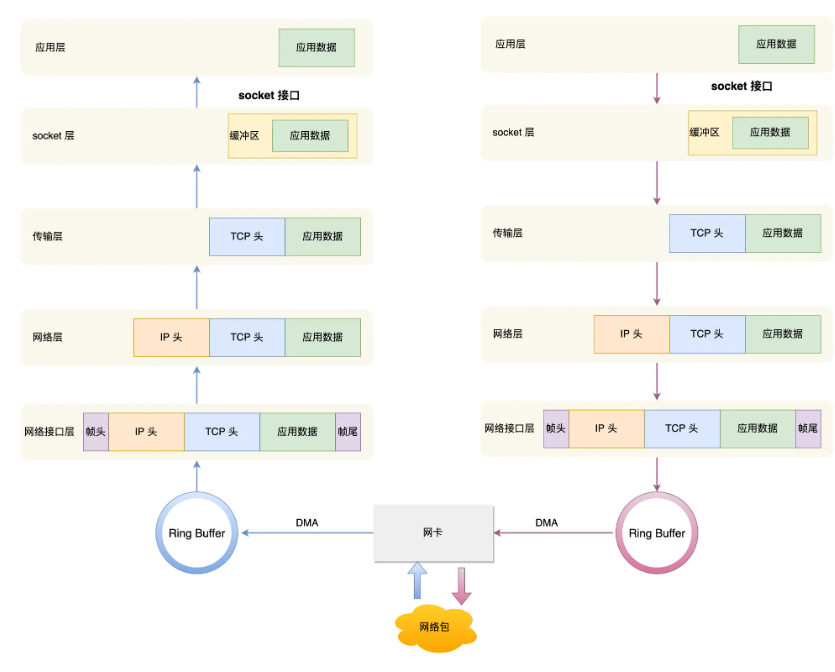 应用层
应用数据
socket 接口
socket 层
缓冲区
应用数据
传输层
TCP 头
应用数据
网络层
IP 头
TCP 头
应用数据
网络接口层
帧头
IP 头
TCP 头
应用数据
帧尾
Ring Buffer
DMA
网卡
网络包
应用层
应用数据
socket 接口
socket 层
缓冲区
应用数据
传输层
TCP 头
应用数据
网络层
IP 头
TCP 头
应用数据
网络接口层
帧头
IP 头
TCP 头
应用数据
帧尾
DMA
Ring Buffer